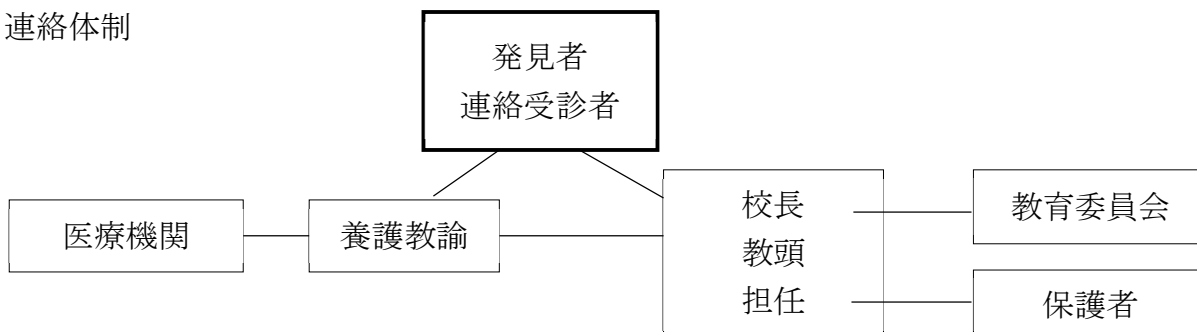 連絡体制
発見者
連絡受診者
医療機関
養護教諭
校長
教頭
担任
教育委員会
保護者